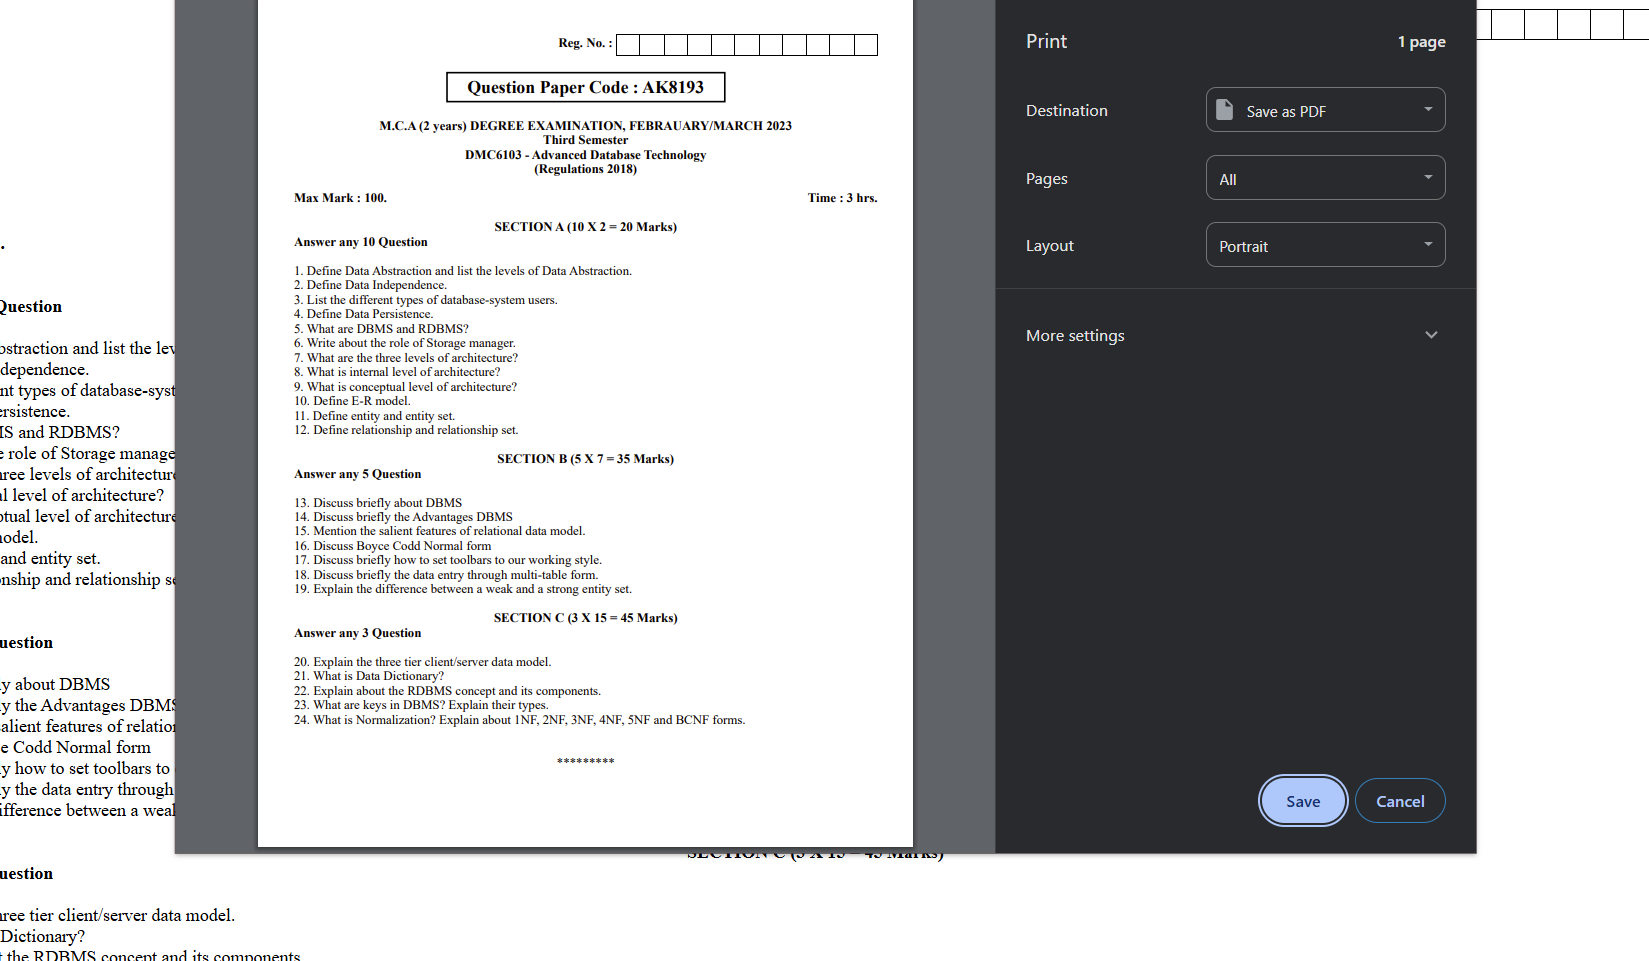 Reg. No. :
Question Paper Code : AK8193
M.C.A (2 years) DEGREE EXAMINATION, FEBRAUARY/MARCH 2023
Third Semester
DMC6103 - Advanced Database Technology
(Regulations 2018)
Max Mark : 100. Time : 3 hrs.
SECTION A (10 X 2 = 20 Marks)
Answer any 10 Question
1. Define Data Abstraction and list the levels of Data Abstraction.
2. Define Data Independence.
3. List the different types of database-system users.
4. Define Data Persistence.
5. What are DBMS and RDBMS?
6. Write about the role of Storage manager.
7. What are the three levels of architecture?
8. What is internal level of architecture?
9. What is conceptual level of architecture?
10. Define E-R model.
11. Define entity and entity set.
12. Define relationship and relationship set.
SECTION B (5 X 7 = 35 Marks)
Answer any 5 Question
13. Discuss briefly about DBMS
14. Discuss briefly the Advantages DBMS
15. Mention the salient features of relational data model.
16. Discuss Boyce Codd Normal form
17. Discuss briefly how to set toolbars to our working style.
18. Discuss briefly the data entry through multi-table form.
19. Explain the difference between a weak and a strong entity set.
SECTION C (3 X 15 = 45 Marks)
Answer any 3 Question
20. Explain the three tier client/server data model.
21. What is Data Dictionary?
22. Explain about the RDBMS concept and its components.
23. What are keys in DBMS? Explain their types.
24. What is Normalization? Explain about 1NF, 2NF, 3NF, 4NF, 5NF and BCNF forms.
*********
Print 1 page
Destination Save as PDF
Pages All
Layout Portrait
More settings
Save Cancel
.
Question
bstraction and list the lev
dependence.
nt types of database-syst
ersistence.
MS and RDBMS?
e role of Storage manage
hree levels of architecture
al level of architecture?
ptual level of architecture
nodel.
and entity set.
onship and relationship se
uestion
ly about DBMS
ly the Advantages DBMS
salient features of relation
e Codd Normal form
ly how to set toolbars to
ly the data entry through
ifference between a weak
SECTION C (3 X 15 = 45 Marks)
uestion
hree tier client/server data model.
Dictionary?
t the RDBMS concept and its components